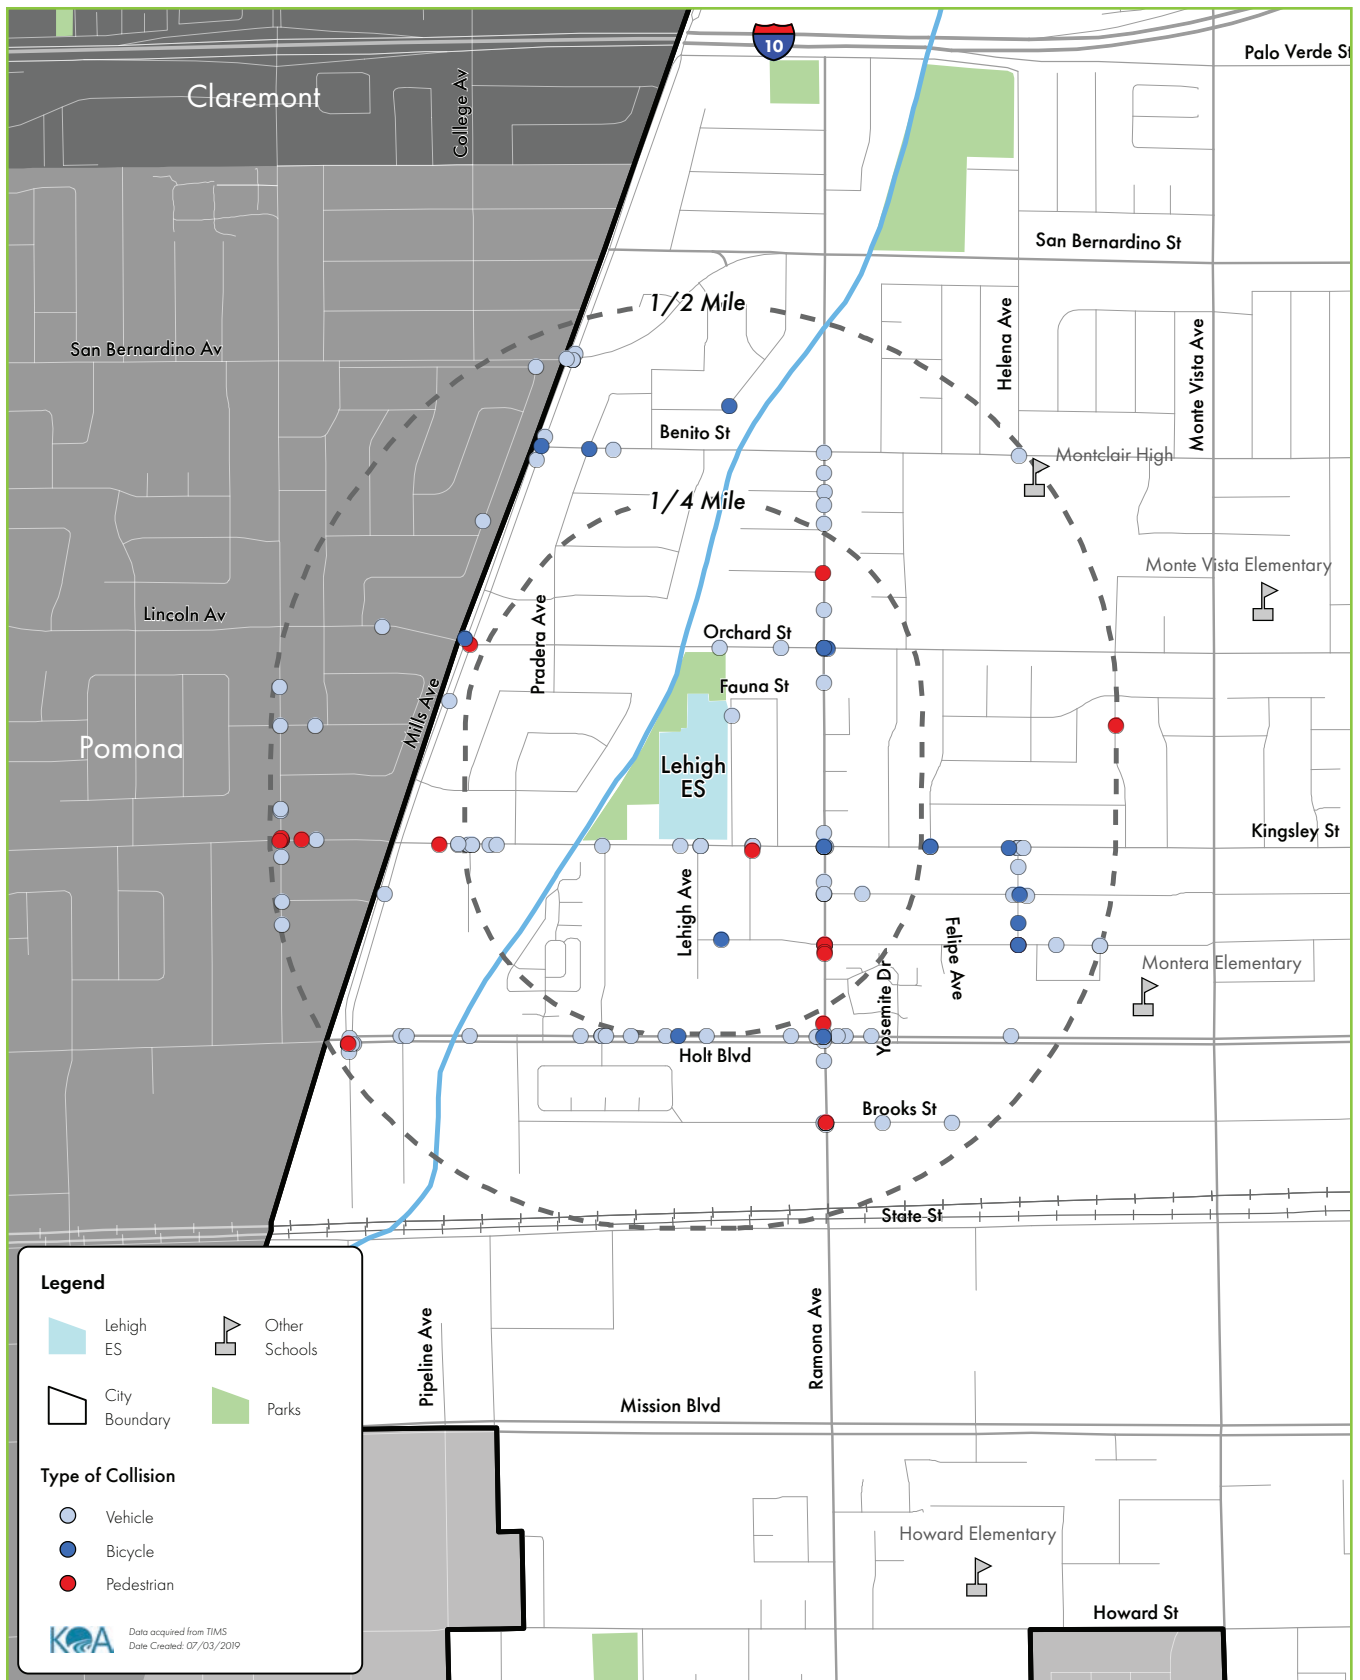 10
Palo Verde St
Claremont
College Av
San Bernardino St
1/2 Mile
San Bernardino Av
Helena Ave
Monte Vista Ave
Benito St
Montclair High
1/4 Mile
Monte Vista Elementary
Lincoln Av
Pradera Ave
Orchard St
Fauna St
Mills Ave
Pomona
Lehigh
ES
Kingsley St
Lehigh Ave
Felipe Ave
Yosemite Dr
Montera Elementary
Holt Blvd
Brooks St
State St
Legend
Lehigh
ES
Other
Schools
City
Boundary
Parks
Type of Collision
Vehicle
Bicycle
Pedestrian
KOA
Data acquired from TIMS
Date Created: 07/03/2019
Pipeline Ave
Ramona Ave
Mission Blvd
Howard Elementary
Howard St